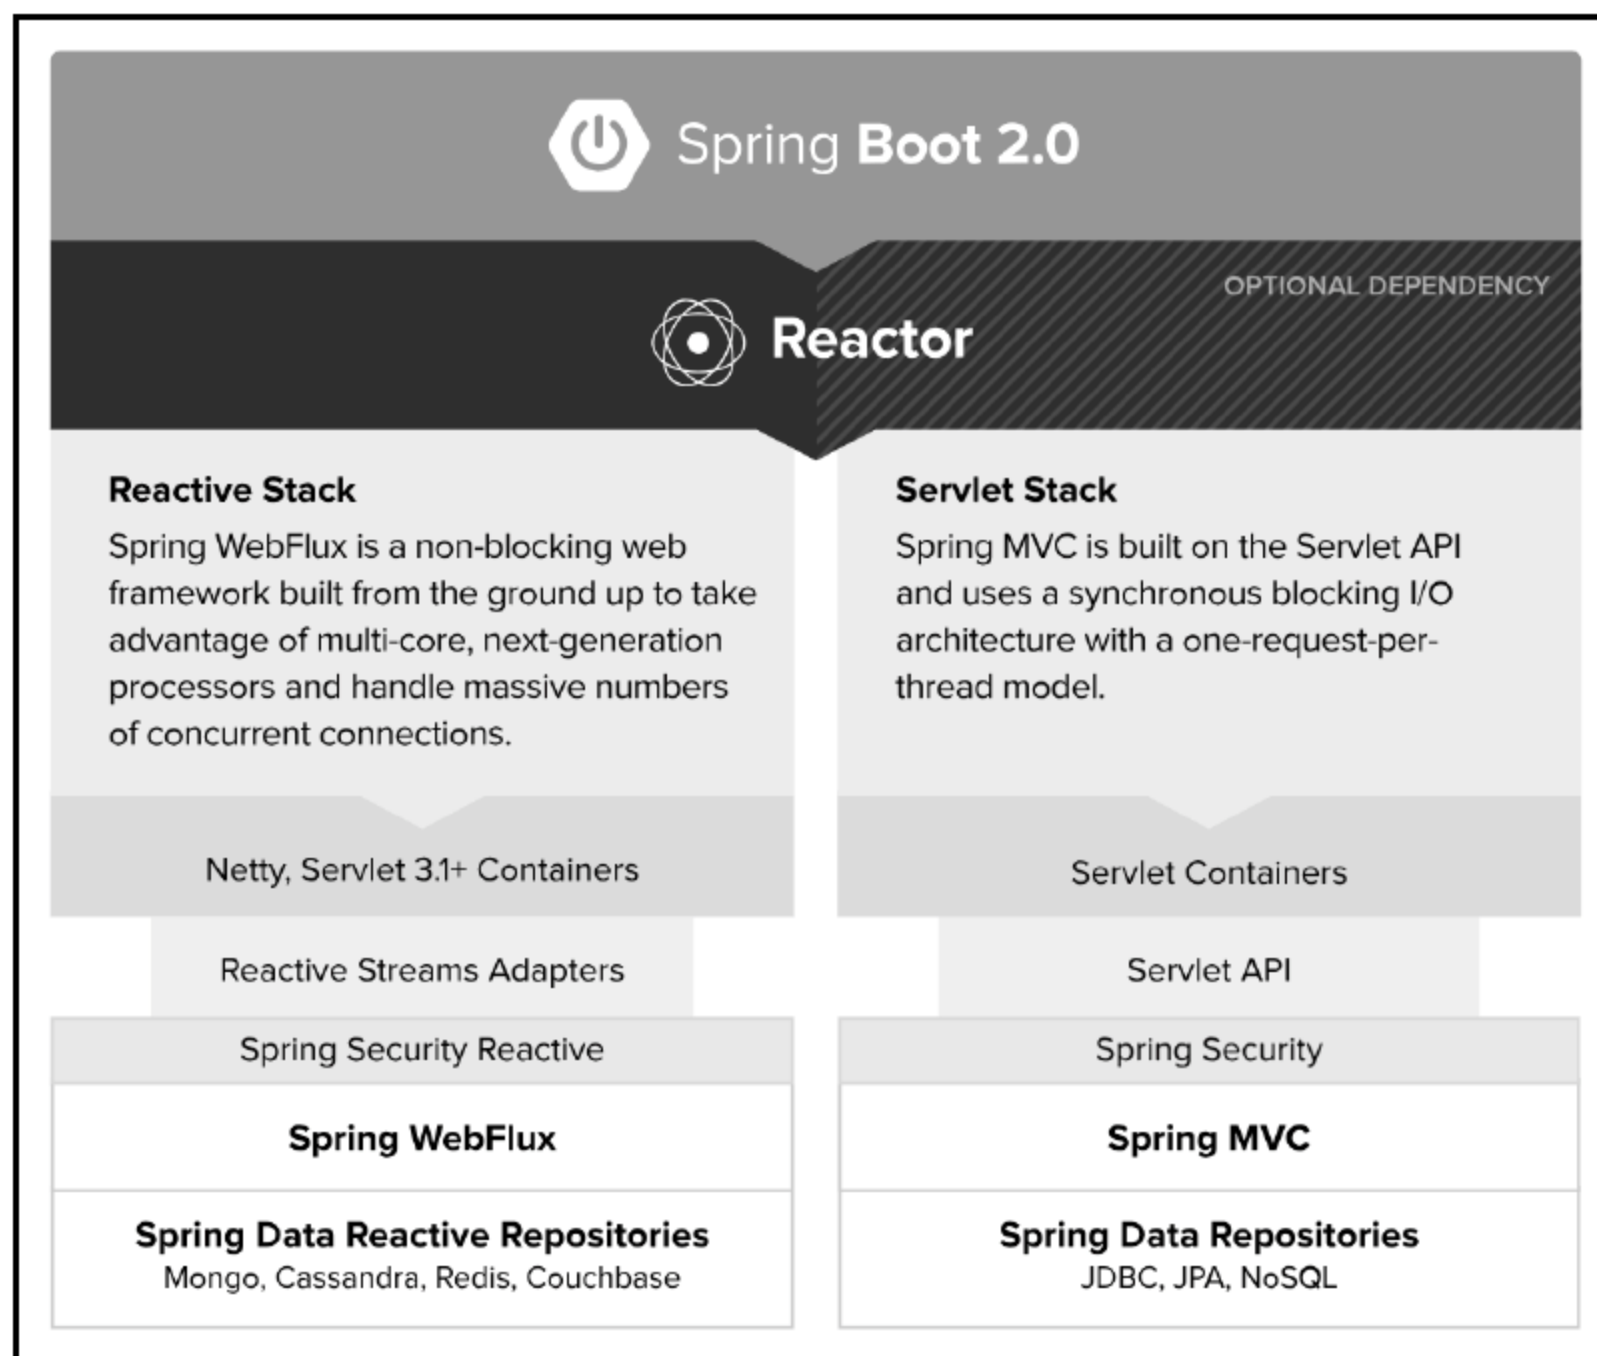 Spring Boot 2.0
OPTIONAL DEPENDENCY
Reactor
Reactive Stack
Spring WebFlux is a non-blocking web
framework built from the ground up to take
advantage of multi-core, next-generation
processors and handle massive numbers
of concurrent connections.
Netty, Servlet 3.1+ Containers
Reactive Streams Adapters
Spring Security Reactive
Spring WebFlux
Spring Data Reactive Repositories
Mongo, Cassandra, Redis, Couchbase
Servlet Stack
Spring MVC is built on the Servlet API
and uses a synchronous blocking I/O
architecture with a one-request-per-
thread model.
Servlet Containers
Servlet API
Spring Security
Spring MVC
Spring Data Repositories
JDBC, JPA, NoSQL